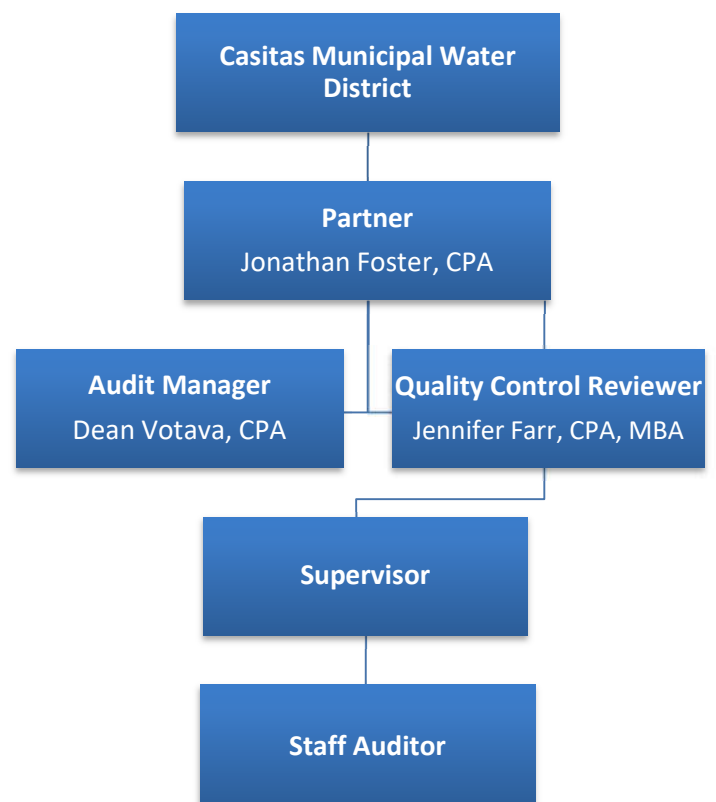 Casitas Municipal Water
District
Partner
Jonathan Foster, CPA
Audit Manager
Dean Votava, CPA
Quality Control Reviewer
Jennifer Farr, CPA, MBA
Supervisor
Staff Auditor